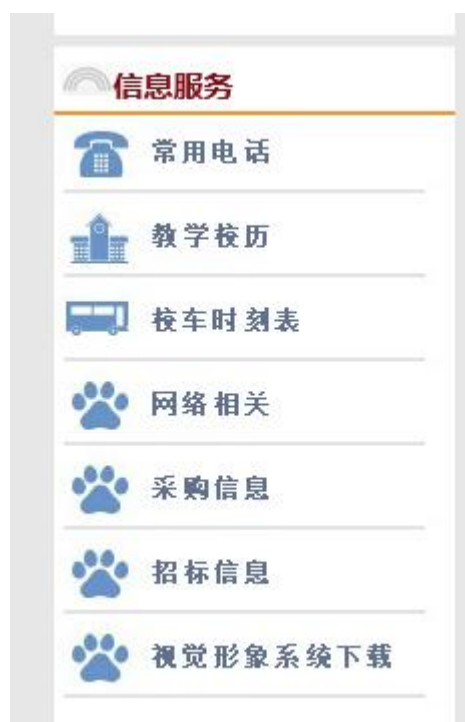 信息服务
常用电话
教学校历
校车时刻表
网络相关
采购信息
招标信息
视觉形象系统下载